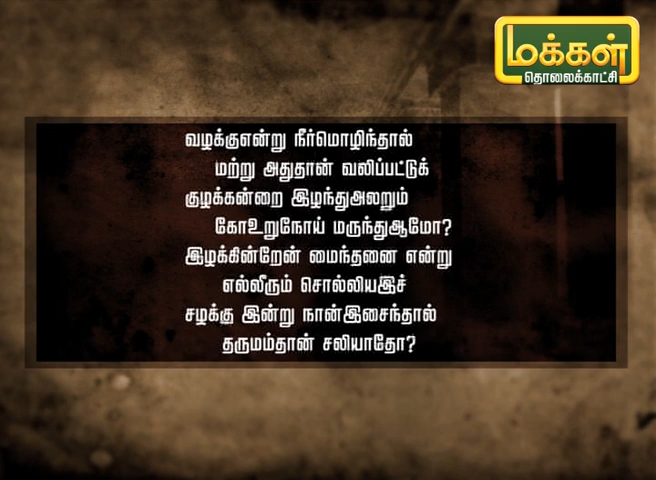 மக்கள்
தொலைக்காட்சி
வழக்குஎன்று நீர்மொழிந்தால்
மற்று அதுதான் வலிப்பட்டுக்
குழக்கன்றை இழந்துஅலறும்
கோஉறுநோய் மருந்துஆமோ?
இழக்கின்றேன் மைந்தனை என்று
எல்லீரும் சொல்லியஇச்
சழக்கு இன்று நான்இசைந்தால்
தருமம்தான் சலியாதோ?